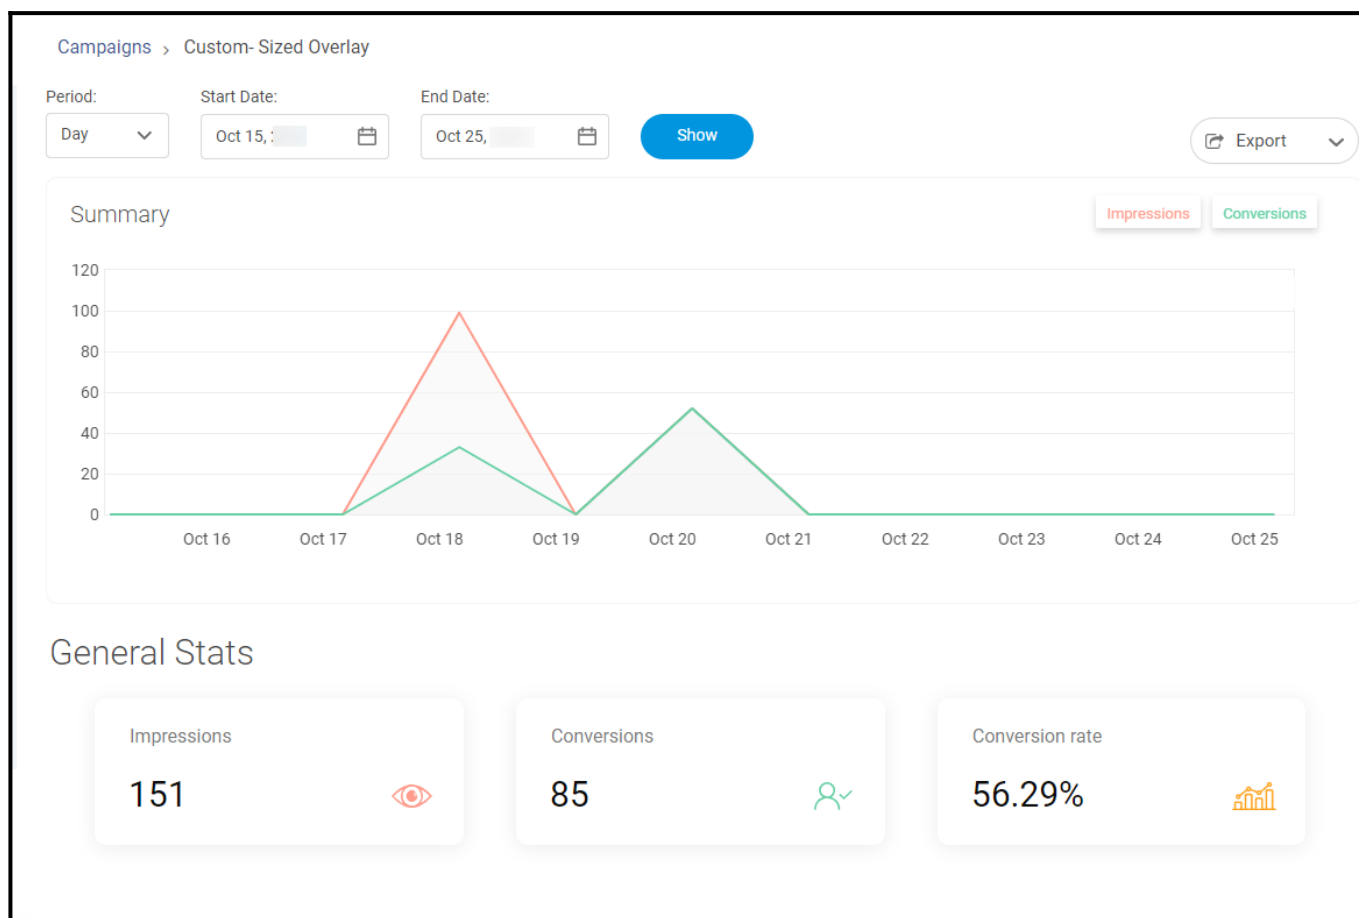 Campaigns > Custom- Sized Overlay
Period: Start Date: End Date:
Day Oct 15, Oct 25, Show Export
Summary Impressions Conversions
120
100
80
60
40
20
0
Oct 16 Oct 17 Oct 18 Oct 19 Oct 20 Oct 21 Oct 22 Oct 23 Oct 24 Oct 25
General Stats
Impressions Conversions Conversion rate
151 85 56.29%